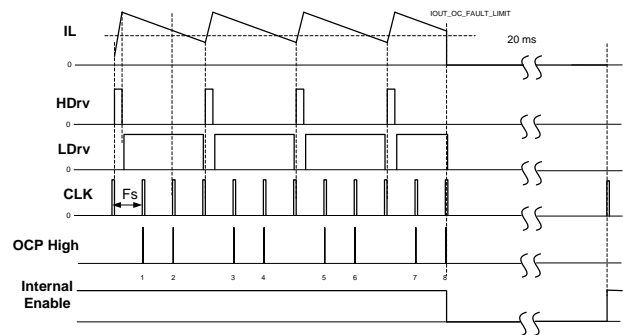 IOUT_OC_FAULT_LIMIT
IL
20 ms
0
HDrv
0
LDrv
0
CLK
Fs
0
OCP High
1 2 3 4 5 6 7 8
Internal
Enable